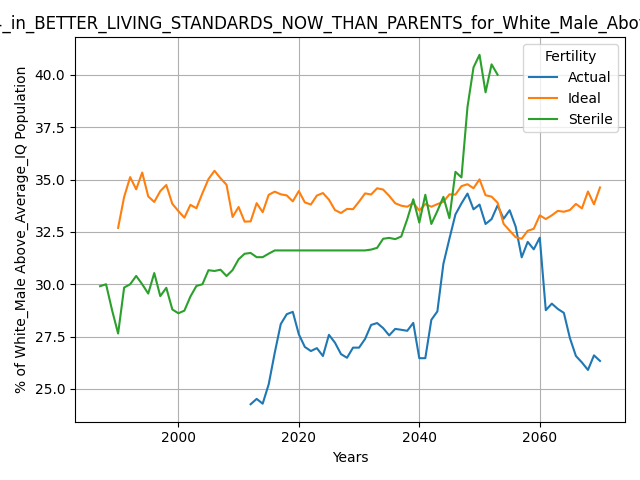 _in_BETTER_LIVING_STANDARDS_NOW_THAN_PARENTS_for_White_Male_Abo
Fertility
Actual
Ideal
Sterile
% of White_Male Above_Average_IQ Population
40.0
37.5
35.0
32.5
30.0
27.5
25.0
2000
2020
2040
2060
Years